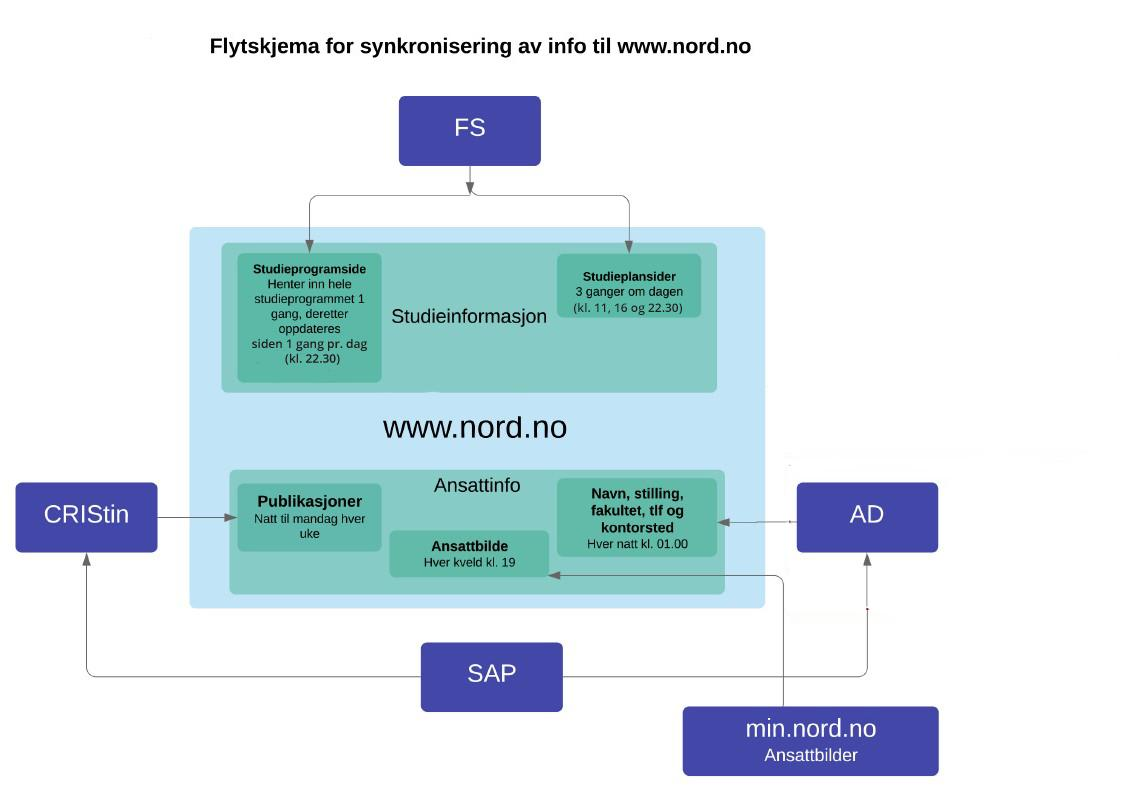 Flytskjema for synkronisering av info til www.nord.no
FS
Studieprogramside
Henter inn hele
studieprogrammet 1
gang, deretter
oppdateres
siden 1 gang pr. dag
(kl. 22.30)
Studieinformasjon
Studieplansider
3 ganger om dagen
(kl. 11, 16 og 22.30)
www.nord.no
CRIStin
Publikasjoner
Natt til mandag hver
uke
Ansattinfo
Ansattbilde
Hver kveld kl. 19
Navn, stilling,
fakultet, tlf og
kontorsted
Hver natt kl. 01.00
AD
SAP
min.nord.no
Ansattbilder